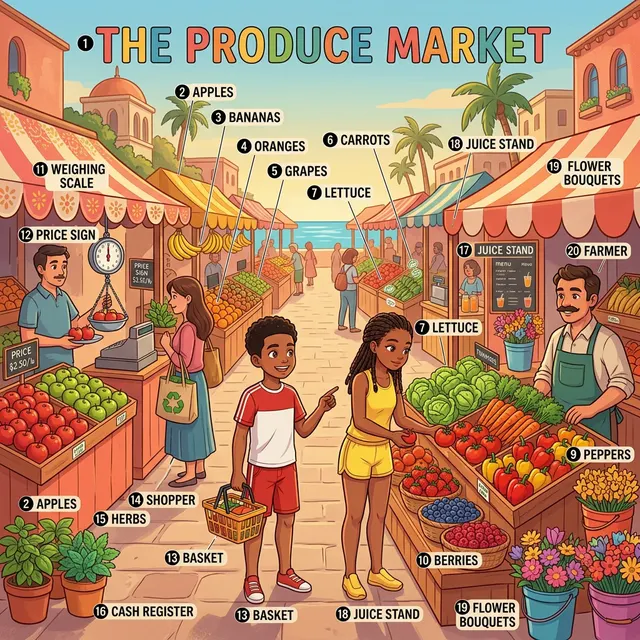 1 THE PRODUCE MARKET
2 APPLES
3 BANANAS
4 ORANGES
5 GRAPES
6 CARROTS
7 LETTUCE
18 JUICE STAND
19 FLOWER
BOUQUETS
11 WEIGHING
SCALE
12 PRICE SIGN
PRICE
SIGN
17 JUICE STAND
20 FARMER
7 LETTUCE
PRICE
$2.50/lb
9 PEPPERS
2 APPLES
14 SHOPPER
15 HERBS
13 BASKET
10 BERRIES
16 CASH REGISTER
13 BASKET
18 JUICE STAND
19 FLOWER
BOUQUETS